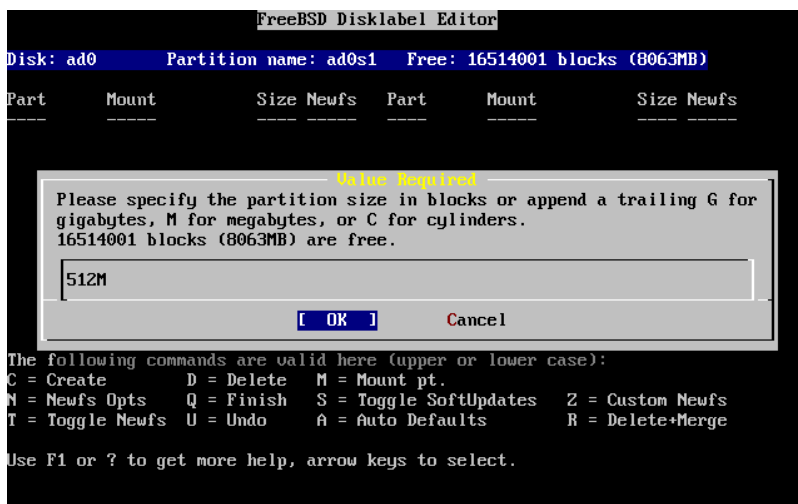 FreeBSD Disklabel Editor
Disk: ad0 Partition name: ad0s1 Free: 16514001 blocks (8063MB)
Part Mount Size Newfs Part Mount Size Newfs
---- ----- ---- ----- ---- ----- ---- -----
Value Required
Please specify the partition size in blocks or append a trailing G for
gigabytes, M for megabytes, or C for cylinders.
16514001 blocks (8063MB) are free.
512M
[ OK ] Cancel
The following commands are valid here (upper or lower case):
C = Create D = Delete M = Mount pt.
N = Newfs Opts Q = Finish S = Toggle SoftUpdates Z = Custom Newfs
T = Toggle Newfs U = Undo A = Auto Defaults R = Delete+Merge
Use F1 or ? to get more help, arrow keys to select.